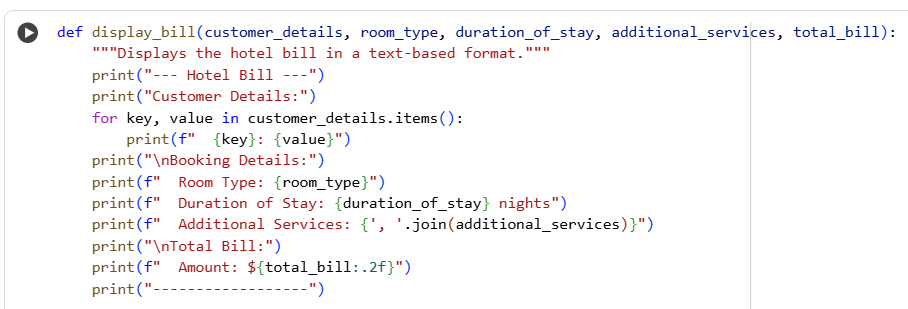 def display_bill(customer_details, room_type, duration_of_stay, additional_services, total_bill):
    """Displays the hotel bill in a text-based format."""
    print("--- Hotel Bill ---")
    print("Customer Details:")
    for key, value in customer_details.items():
        print(f"  {key}: {value}")
    print("\nBooking Details:")
    print(f"  Room Type: {room_type}")
    print(f"  Duration of Stay: {duration_of_stay} nights")
    print(f"  Additional Services: {', '.join(additional_services)}")
    print("\nTotal Bill:")
    print(f"  Amount: ${total_bill:.2f}")
    print("------------------")